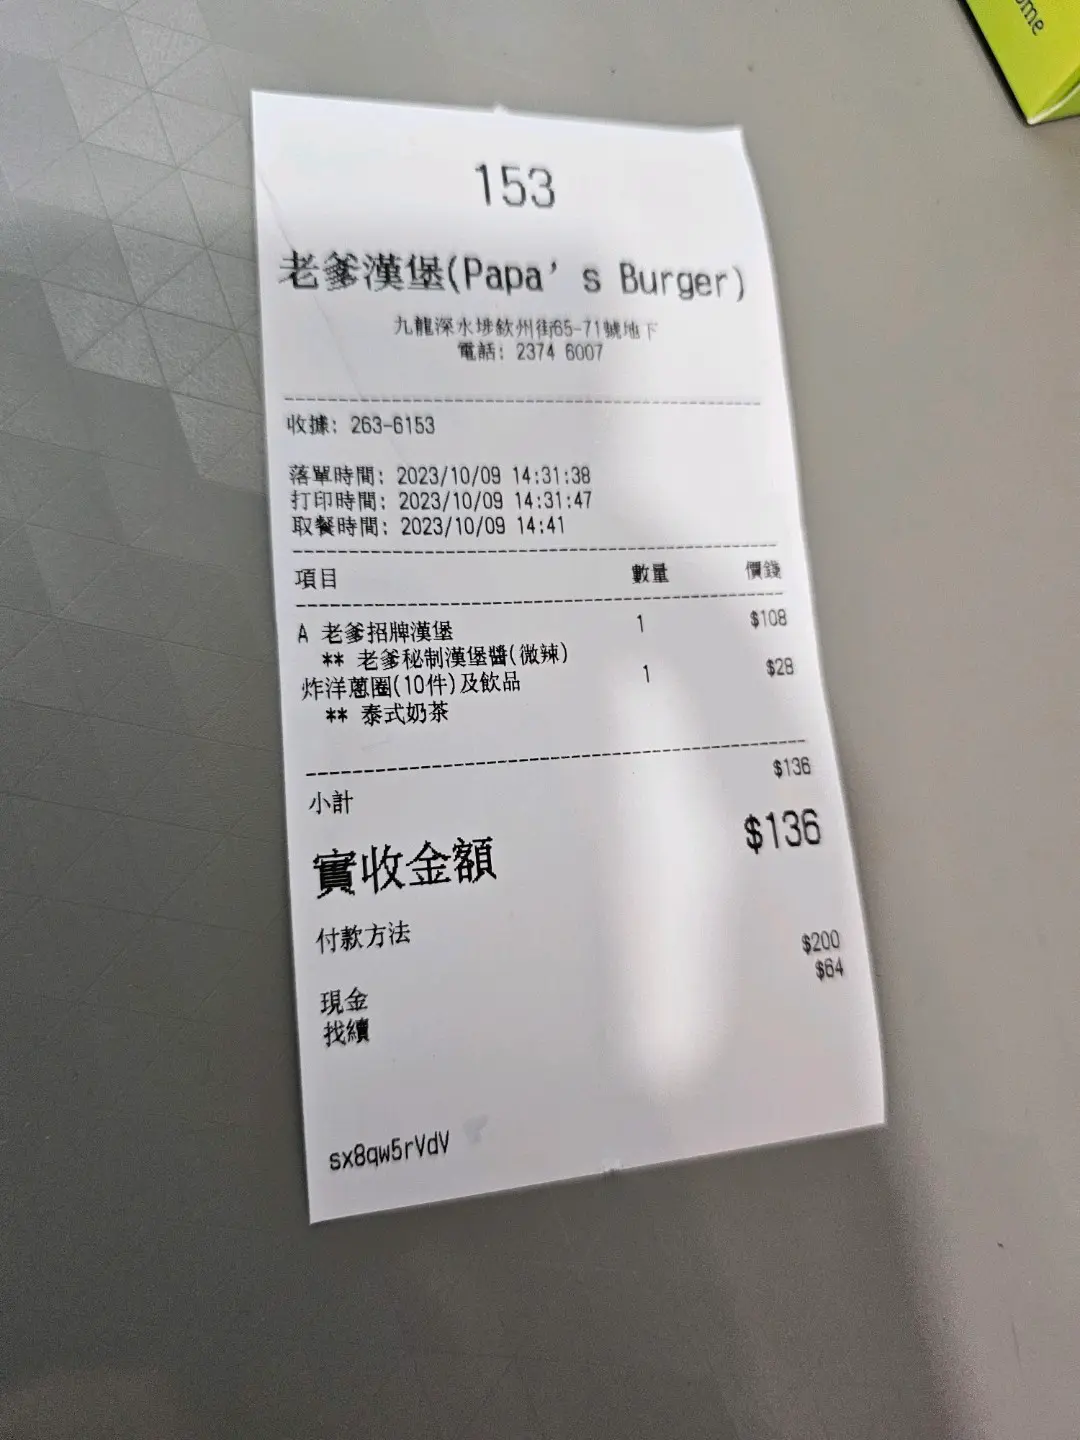 ome
153
老爹漢堡(Papa's Burger)
九龍深水埗欽州街65-71號地下
電話: 2374 6007
收據: 263-6153
落單時間: 2023/10/09 14:31:38
打印時間: 2023/10/09 14:31:47
取餐時間: 2023/10/09 14:41
項目 數量 價錢
A 老爹招牌漢堡 1 $108
** 老爹秘制漢堡醬(微辣)
炸洋蔥圈(10件)及飲品 1 $28
** 泰式奶茶
小計 $136
實收金額 $136
付款方法
現金 $200
找續 $64
sx8qw5rVdV